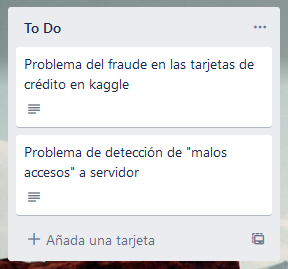 To Do
Problema del fraude en las tarjetas de
crédito en kaggle
Problema de detección de "malos
accesos" a servidor
Añada una tarjeta